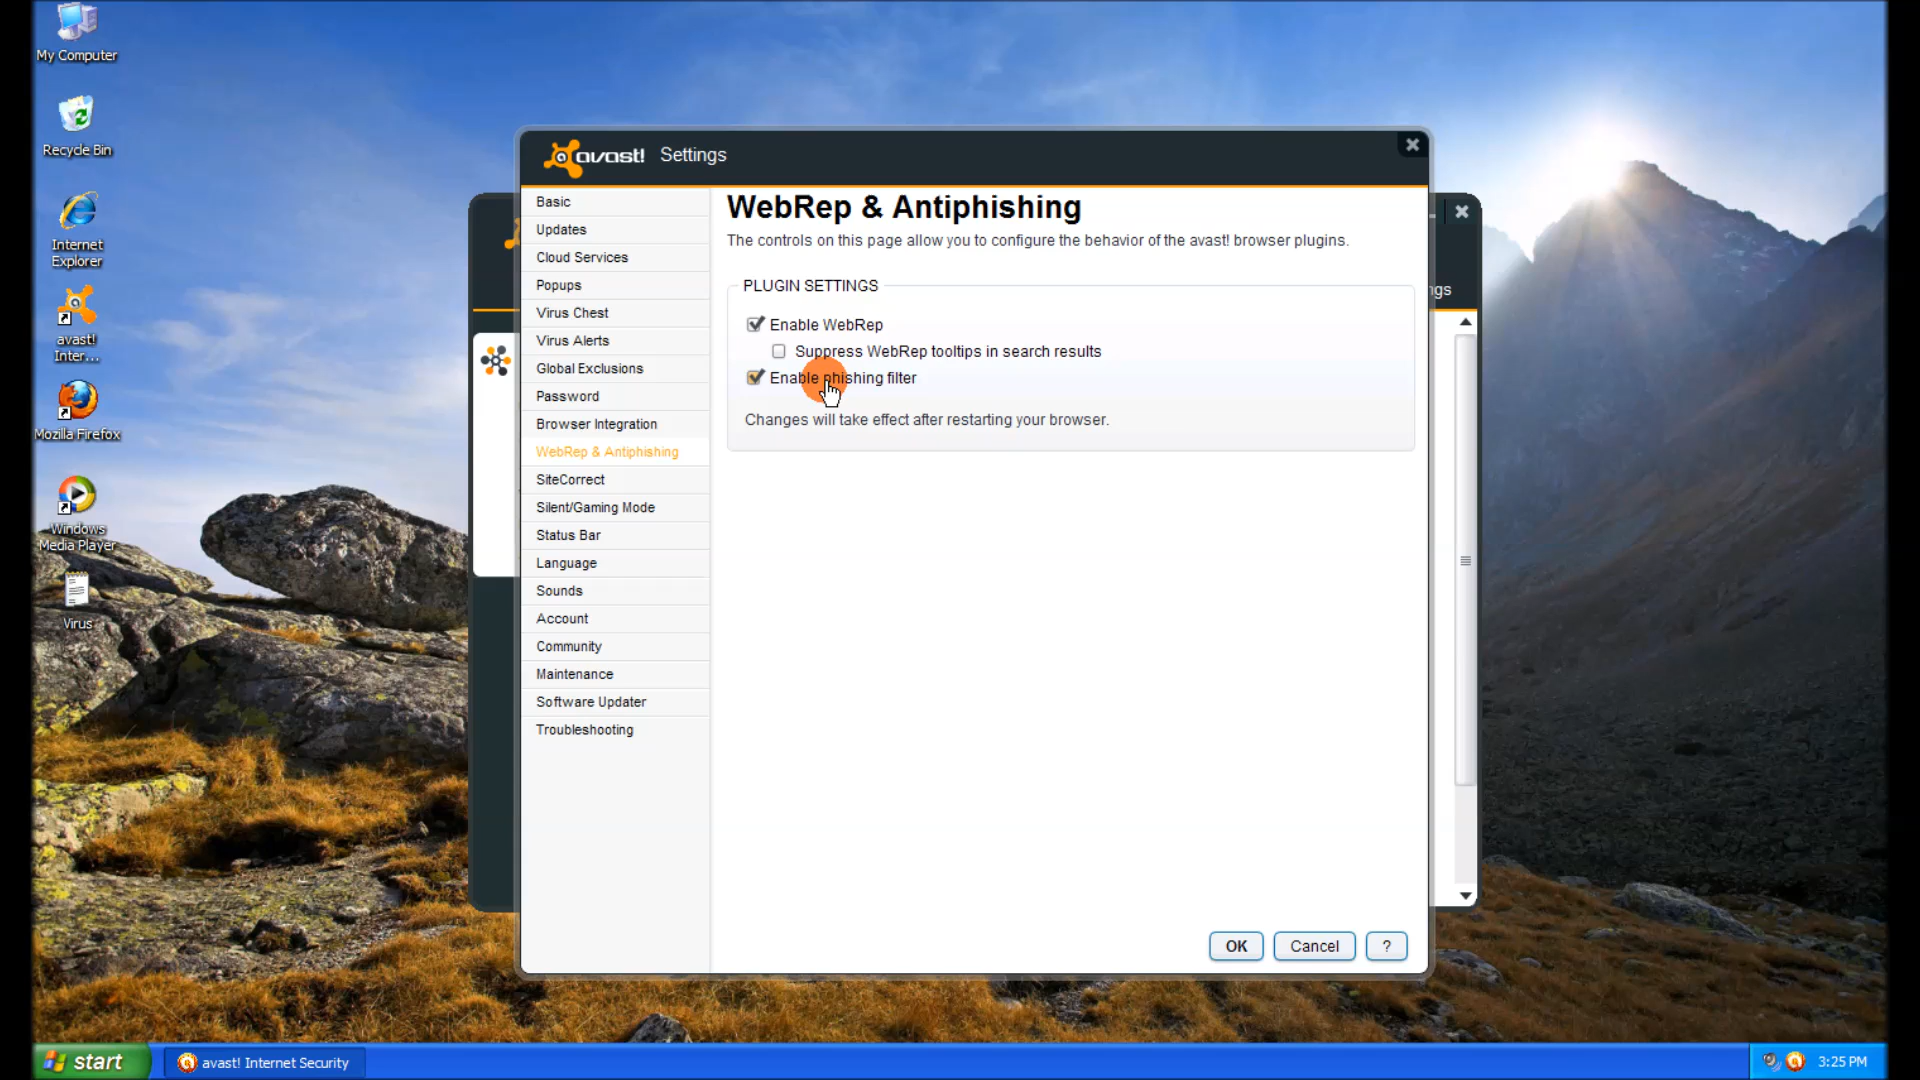 My Computer
Recycle Bin
Internet
Explorer
avast!
Inter...
Mozilla Firefox
Windows
Media Player
Virus
avast! Settings
Basic
Updates
Cloud Services
Popups
Virus Chest
Virus Alerts
Global Exclusions
Password
Browser Integration
WebRep & Antiphishing
SiteCorrect
Silent/Gaming Mode
Status Bar
Language
Sounds
Account
Community
Maintenance
Software Updater
Troubleshooting
WebRep & Antiphishing
The controls on this page allow you to configure the behavior of the avast! browser plugins.
PLUGIN SETTINGS
Enable WebRep
Suppress WebRep tooltips in search results
Enable phishing filter
Changes will take effect after restarting your browser.
OK
Cancel
?
ngs
start
avast! Internet Security
3:25 PM